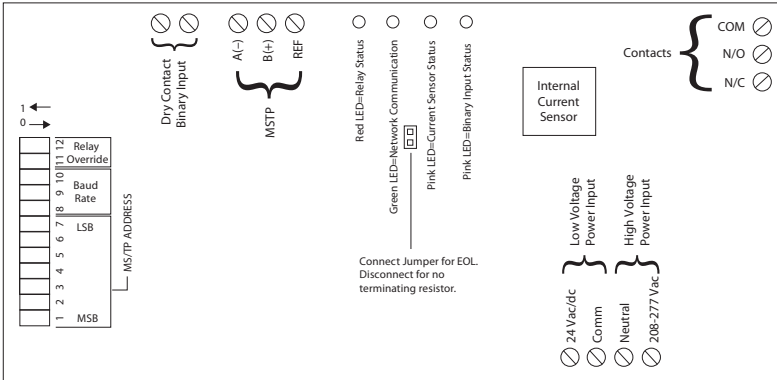 Dry Contact
Binary Input
A(–)
B(+)
REF
MSTP
Red LED=Relay Status
Green LED=Network Communication
Pink LED=Current Sensor Status
Pink LED=Binary Input Status
Internal
Current
Sensor
Contacts
COM
N/O
N/C
1
0
12
11
Relay
Override
10
9
8
Baud
Rate
7
6
5
4
3
2
1
LSB
MSB
MS/TP ADDRESS
Connect Jumper for EOL.
Disconnect for no
terminating resistor.
Low Voltage
Power Input
High Voltage
Power Input
24 Vac/dc
Comm
Neutral
208-277 Vac